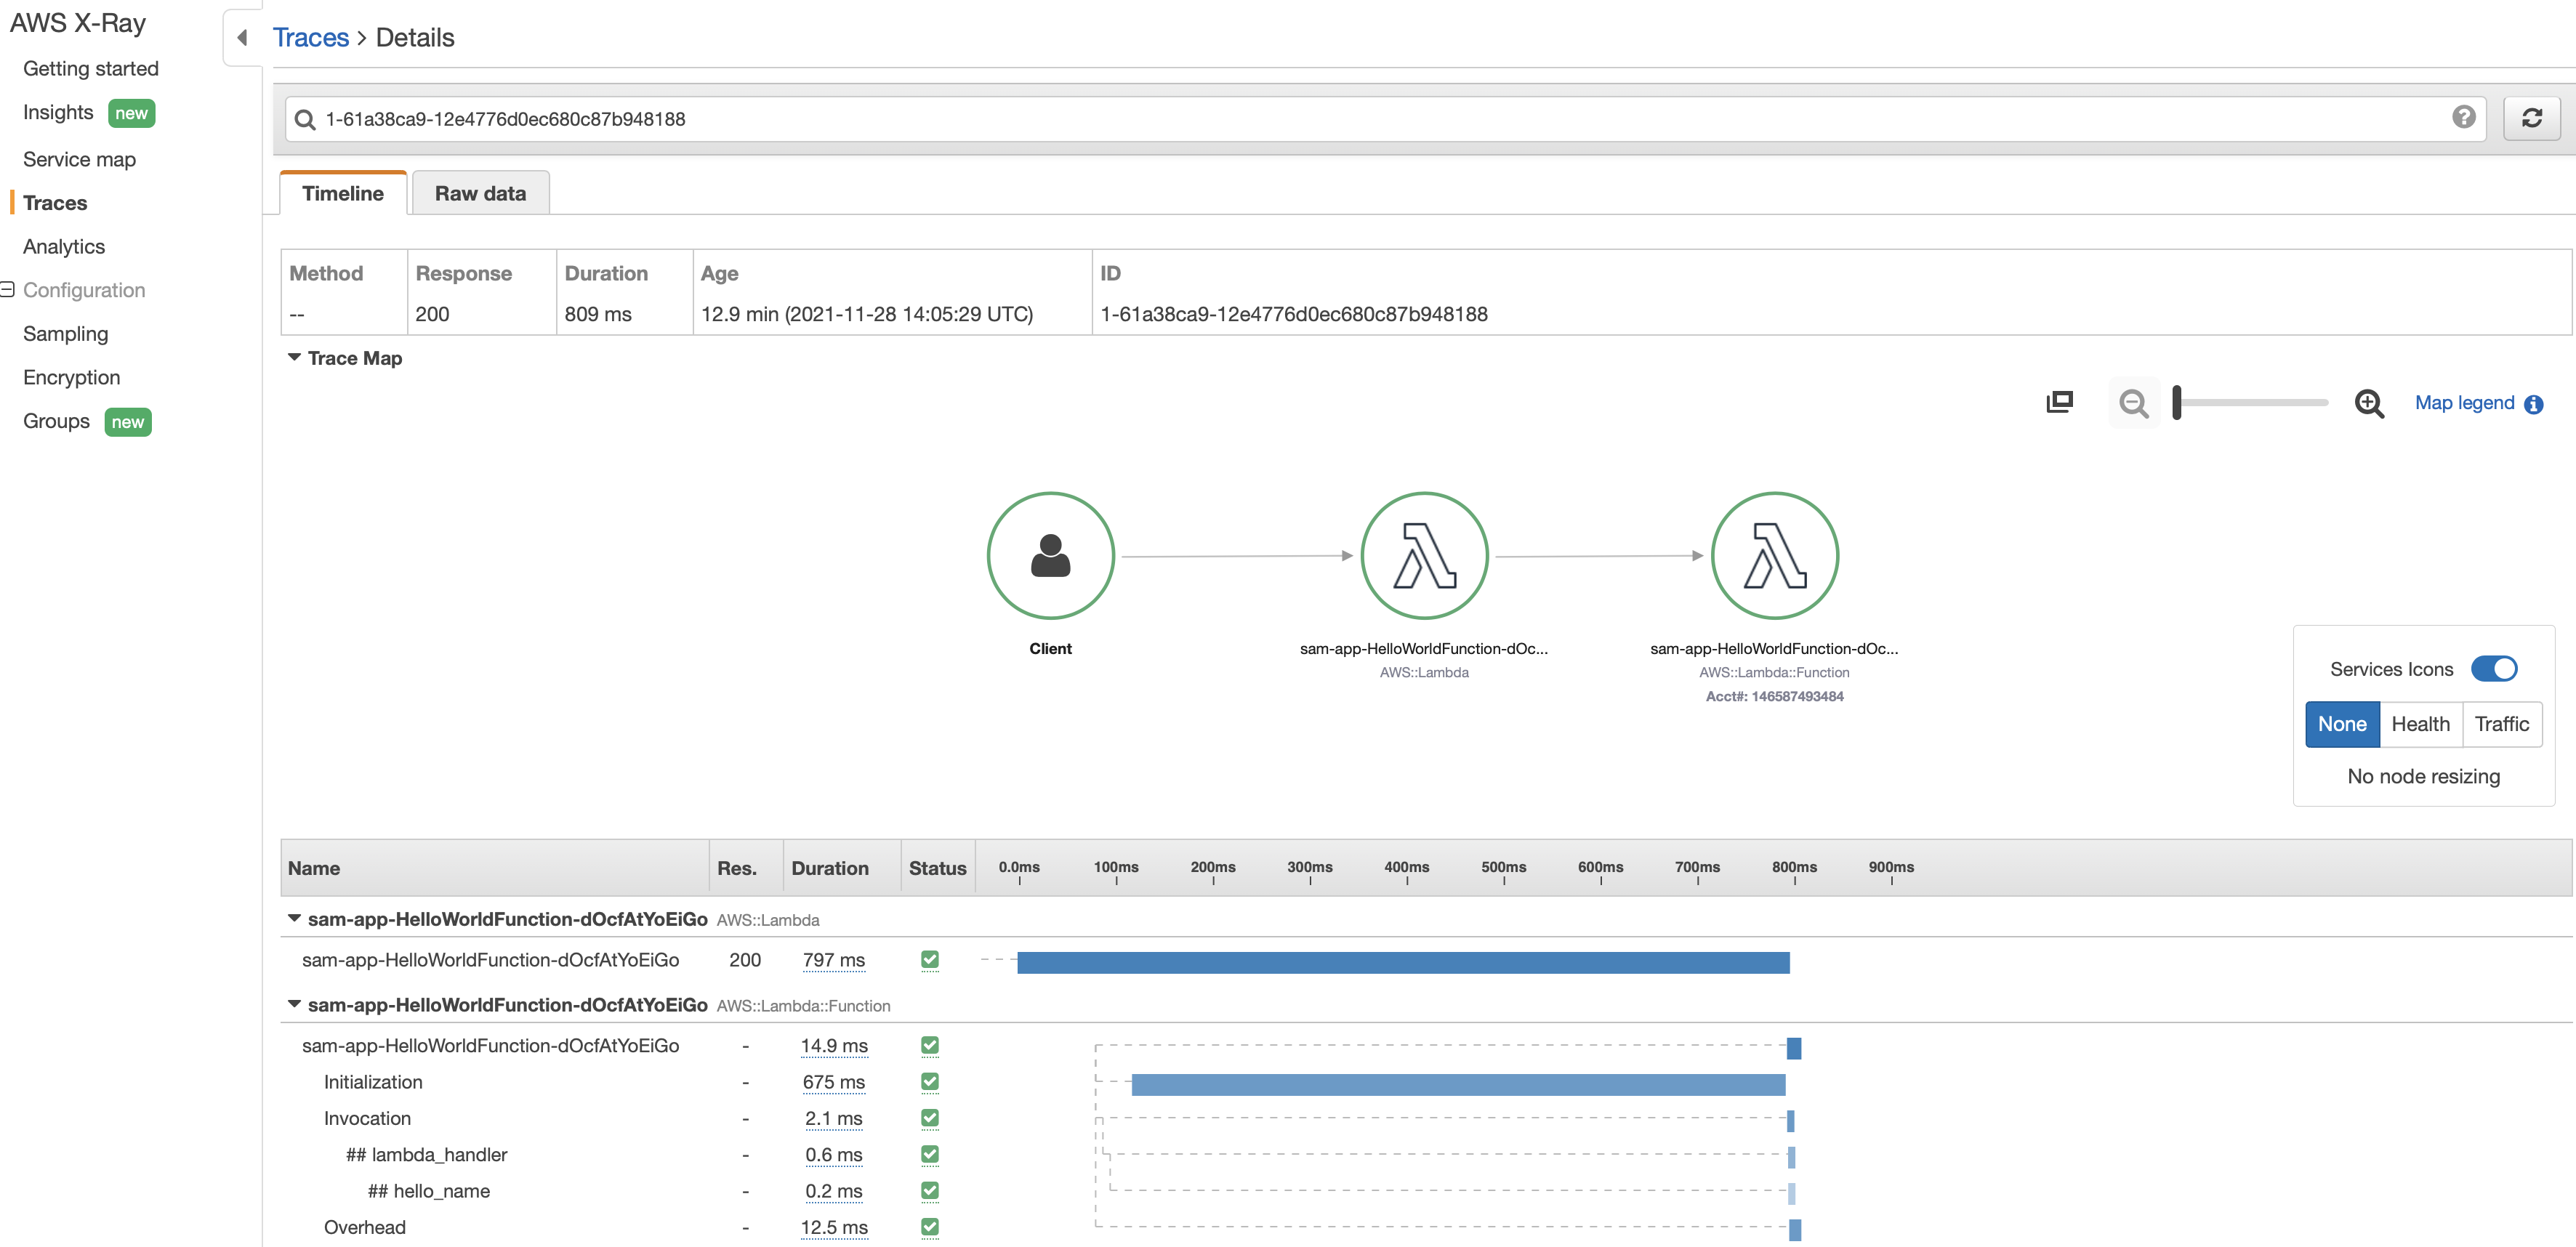 AWS X-Ray
Getting started
Insights new
Service map
Traces
Analytics
Configuration
Sampling
Encryption
Groups new
Traces > Details
1-61a38ca9-12e4776d0ec680c87b948188
Timeline Raw data
Method Response Duration Age ID
-- 200 809 ms 12.9 min (2021-11-28 14:05:29 UTC) 1-61a38ca9-12e4776d0ec680c87b948188
Trace Map
Map legend
Client
sam-app-HelloWorldFunction-dOc...
AWS::Lambda
sam-app-HelloWorldFunction-dOc...
AWS::Lambda::Function
Acct#: 146587493484
Services Icons
None Health Traffic
No node resizing
Name Res. Duration Status 0.0ms 100ms 200ms 300ms 400ms 500ms 600ms 700ms 800ms 900ms
sam-app-HelloWorldFunction-dOcfAtYoEiGo AWS::Lambda
sam-app-HelloWorldFunction-dOcfAtYoEiGo 200 797 ms
sam-app-HelloWorldFunction-dOcfAtYoEiGo AWS::Lambda::Function
sam-app-HelloWorldFunction-dOcfAtYoEiGo - 14.9 ms
Initialization - 675 ms
Invocation - 2.1 ms
## lambda_handler - 0.6 ms
## hello_name - 0.2 ms
Overhead - 12.5 ms